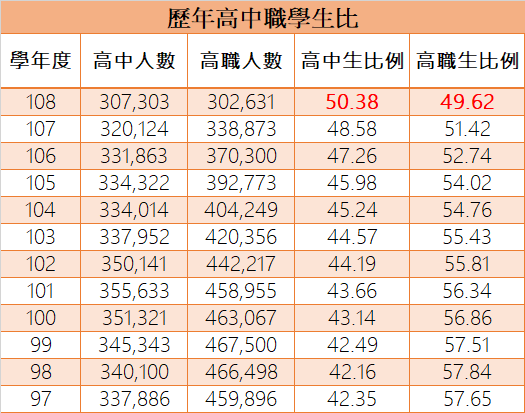 歷年高中職學生比
學年度 高中人數 高職人數 高中生比例 高職生比例
108 307,303 302,631 50.38 49.62
107 320,124 338,873 48.58 51.42
106 331,863 370,300 47.26 52.74
105 334,322 392,773 45.98 54.02
104 334,014 404,249 45.24 54.76
103 337,952 420,356 44.57 55.43
102 350,141 442,217 44.19 55.81
101 355,633 458,955 43.66 56.34
100 351,321 463,067 43.14 56.86
99 345,343 467,500 42.49 57.51
98 340,100 466,498 42.16 57.84
97 337,886 459,896 42.35 57.65